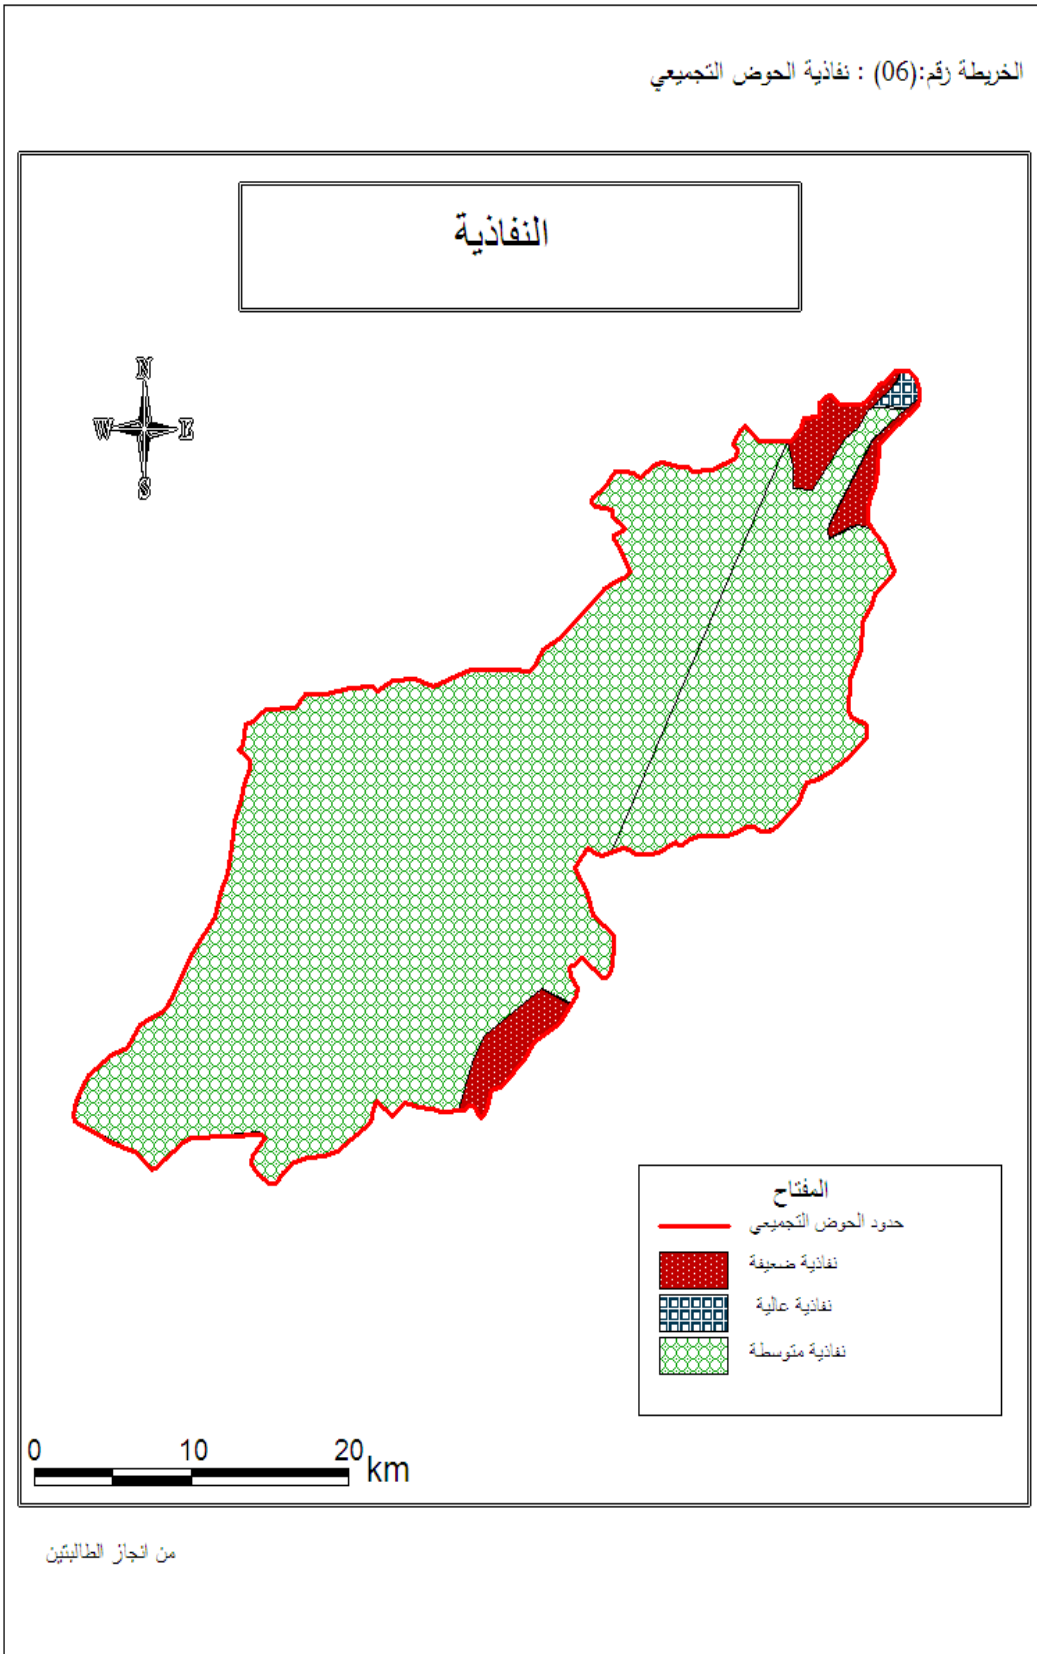 الخريطة رقم:(06) : نفاذية الحوض التجميعي
النفاذية
N
W E
S
المفتاح
حدود الحوض التجميعي
نفاذية ضعيفة
نفاذية عالية
نفاذية متوسطة
0 10 20 km
من انجاز الطالبتين